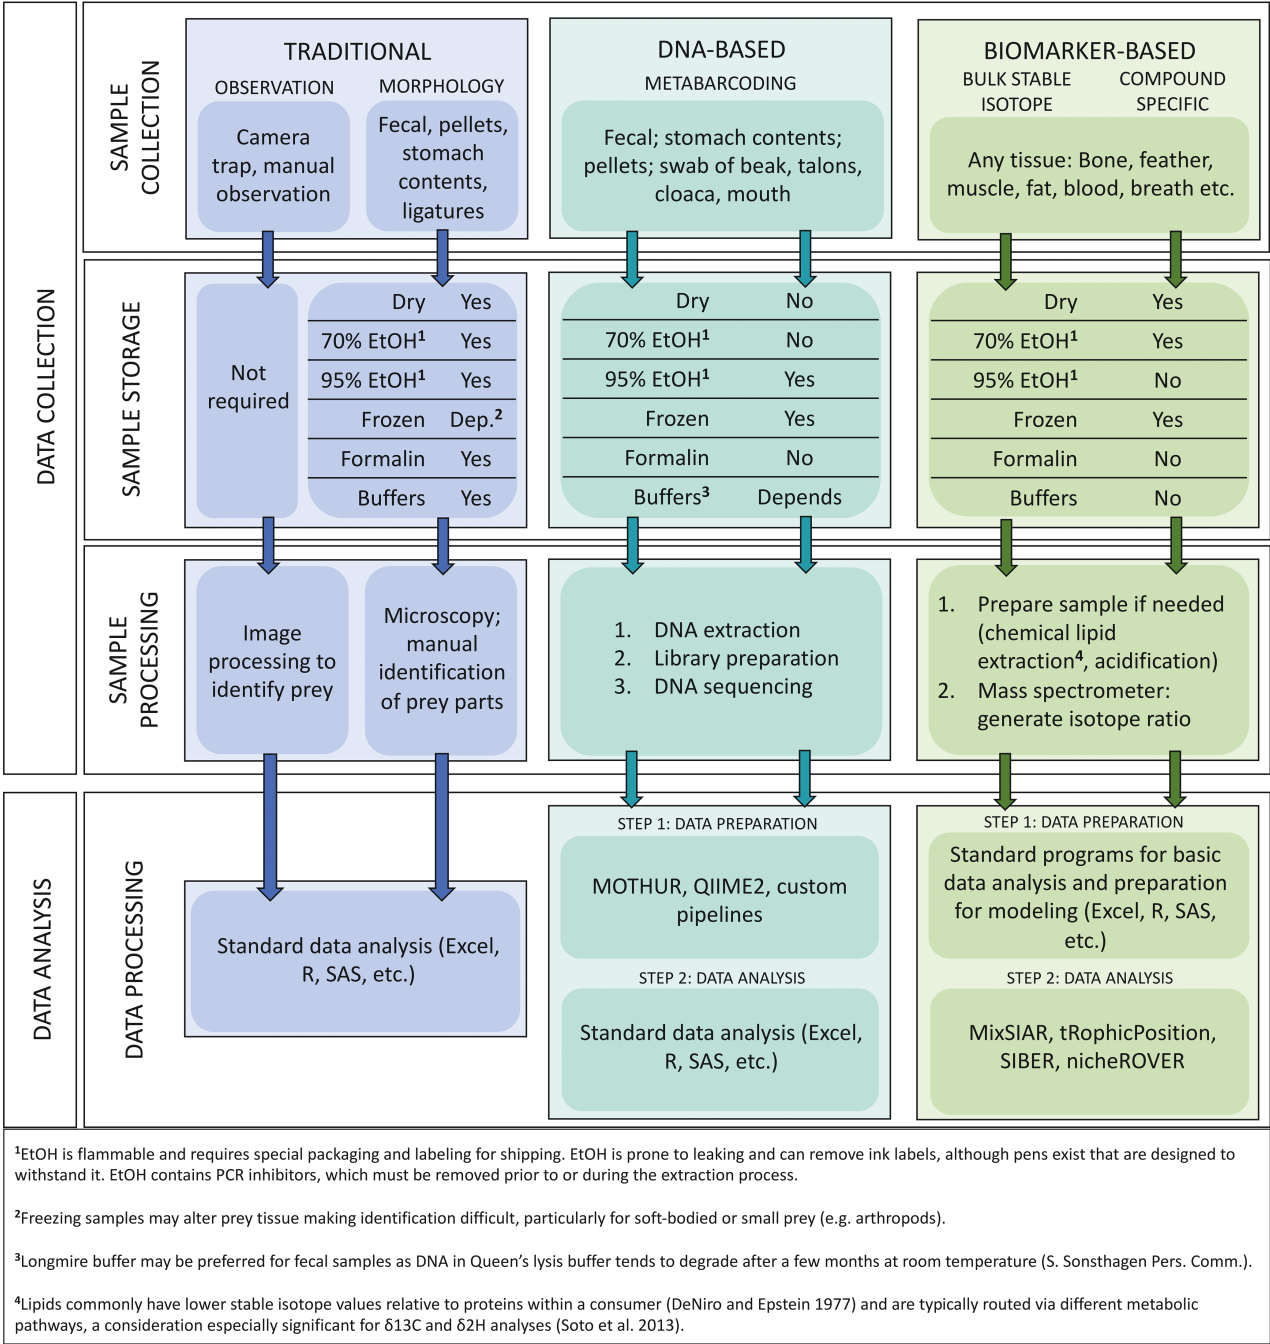 TRADITIONAL
OBSERVATION
MORPHOLOGY
DNA-BASED
METABARCODING
BIOMARKER-BASED
BULK STABLE
ISOTOPE
COMPOUND
SPECIFIC
DATA COLLECTION
SAMPLE
COLLECTION
Camera
trap, manual
observation
Fecal, pellets,
stomach
contents,
ligatures
Fecal; stomach contents;
pellets; swab of beak, talons,
cloaca, mouth
Any tissue: Bone, feather,
muscle, fat, blood, breath etc.
SAMPLE STORAGE
Not
required
Dry Yes
70% EtOH¹ Yes
95% EtOH¹ Yes
Frozen Dep.²
Formalin Yes
Buffers Yes
Dry No
70% EtOH¹ No
95% EtOH¹ Yes
Frozen Yes
Formalin No
Buffers³ Depends
Dry Yes
70% EtOH¹ Yes
95% EtOH¹ No
Frozen Yes
Formalin No
Buffers No
SAMPLE
PROCESSING
Image
processing to
identify prey
Microscopy;
manual
identification
of prey parts
1. DNA extraction
2. Library preparation
3. DNA sequencing
1. Prepare sample if needed
(chemical lipid
extraction⁴, acidification)
2. Mass spectrometer:
generate isotope ratio
DATA ANALYSIS
DATA PROCESSING
Standard data analysis (Excel,
R, SAS, etc.)
STEP 1: DATA PREPARATION
MOTHUR, QIIME2, custom
pipelines
STEP 2: DATA ANALYSIS
Standard data analysis (Excel,
R, SAS, etc.)
STEP 1: DATA PREPARATION
Standard programs for basic
data analysis and preparation
for modeling (Excel, R, SAS,
etc.)
STEP 2: DATA ANALYSIS
MixSIAR, tRophicPosition,
SIBER, nicheROVER
¹EtOH is flammable and requires special packaging and labeling for shipping. EtOH is prone to leaking and can remove ink labels, although pens exist that are designed to
withstand it. EtOH contains PCR inhibitors, which must be removed prior to or during the extraction process.
²Freezing samples may alter prey tissue making identification difficult, particularly for soft-bodied or small prey (e.g. arthropods).
³Longmire buffer may be preferred for fecal samples as DNA in Queen’s lysis buffer tends to degrade after a few months at room temperature (S. Sonsthagen Pers. Comm.).
⁴Lipids commonly have lower stable isotope values relative to proteins within a consumer (DeNiro and Epstein 1977) and are typically routed via different metabolic
pathways, a consideration especially significant for δ13C and δ2H analyses (Soto et al. 2013).